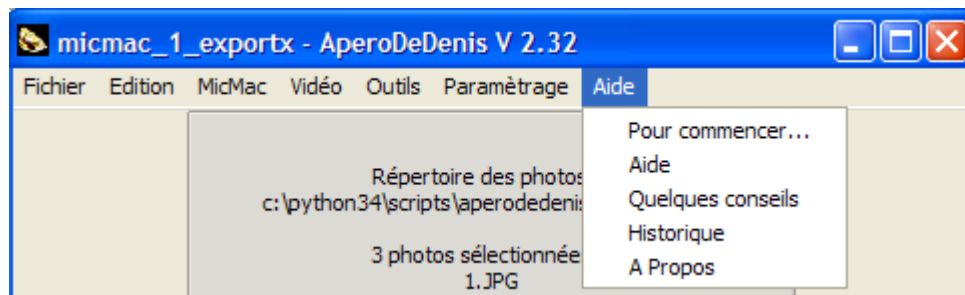 micmac_1_exportx - AperoDeDenis V 2.32
Fichier Edition MicMac Vidéo Outils Paramètrage Aide
Pour commencer...
Aide
Quelques conseils
Historique
A Propos
Répertoire des photos
c:\python34\scripts\aperodedenis
3 photos sélectionnée
1.JPG